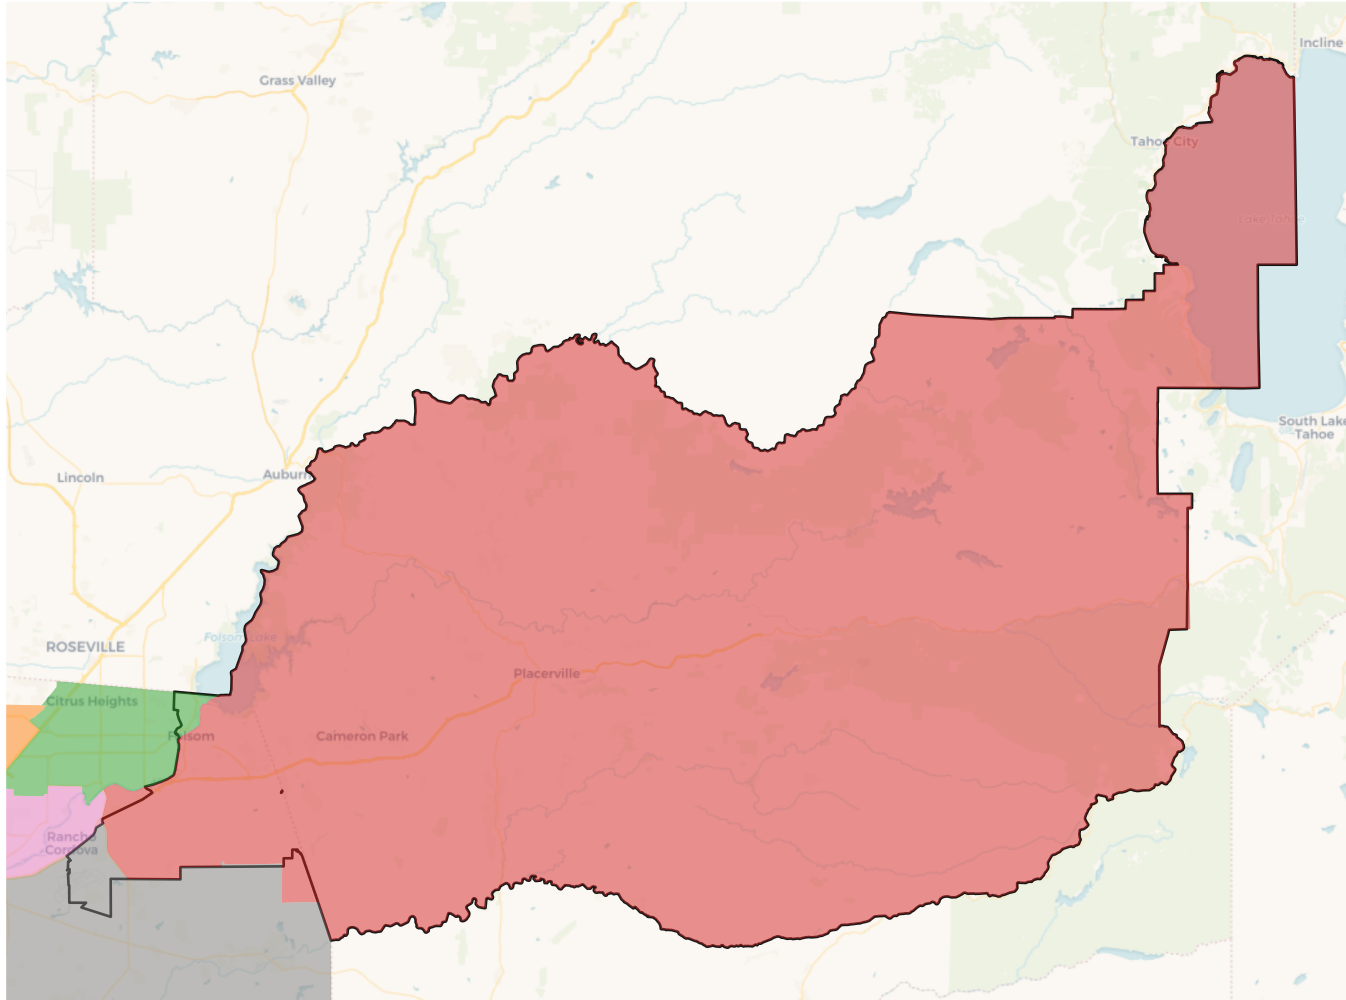 Incline
Grass Valley
Tahoe City
Lake Tahoe
South Lake
Tahoe
Lincoln
Auburn
Folsom Lake
ROSEVILLE
Placerville
Citrus Heights
Folsom
Cameron Park
Rancho
Cordova